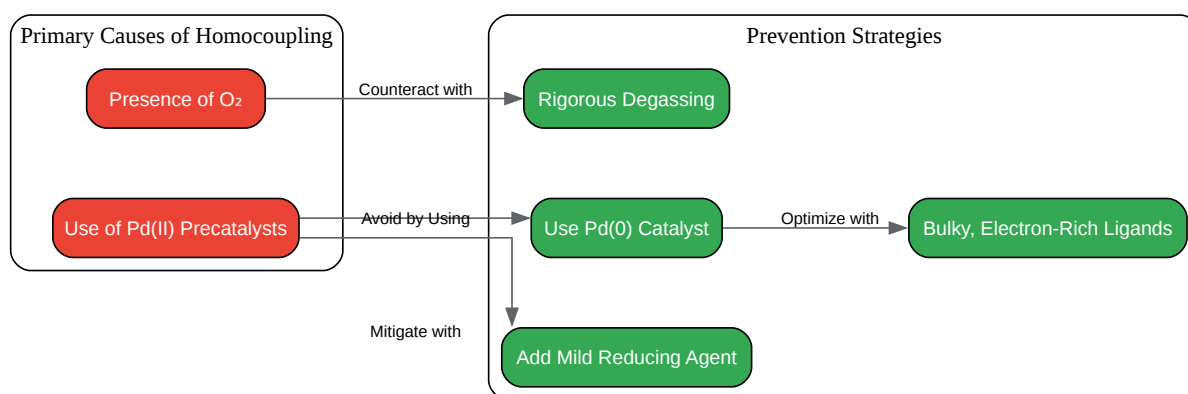 Primary Causes of Homocoupling
Prevention Strategies
Presence of O₂
Counteract with
Rigorous Degassing
Use of Pd(II) Precatalysts
Avoid by Using
Use Pd(0) Catalyst
Optimize with
Bulky, Electron-Rich Ligands
Mitigate with
Add Mild Reducing Agent